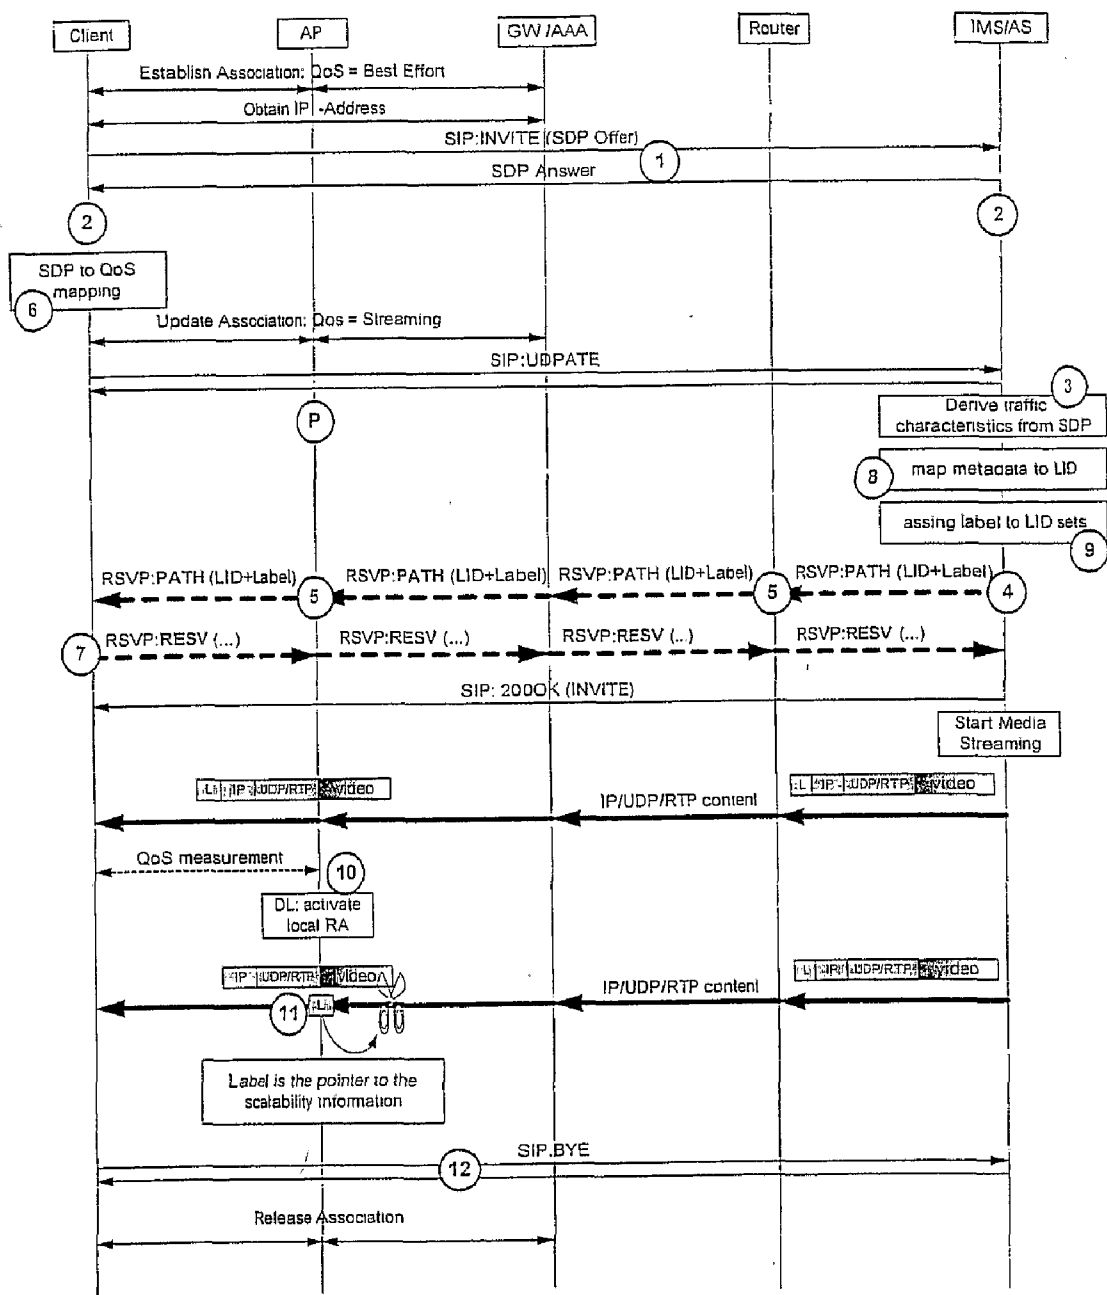 Client AP GW/AAA Router IMS/AS
Establisn Association: QoS = Best Effort
Obtain IP -Address
SIP:INVITE (SDP Offer)
1
SDP Answer
2 2
SDP to QoS
mapping
6
Update Association: Qos = Streaming
SIP:UDPATE
3
Derive traffic
characteristics from SDP
P
8 map metadata to LID
assing label to LID sets
9
RSVP:PATH (LID+Label) RSVP:PATH (LID+Label) RSVP:PATH (LID+Label) RSVP:PATH (LID+Label)
5 5 4
7 RSVP:RESV (...) RSVP:RESV (...) RSVP:RESV (...) RSVP:RESV (...)
SIP: 200OK (INVITE)
Start Media
Streaming
L IP UDP/RTP video L IP UDP/RTP video
IP/UDP/RTP content
QoS measurement
10
DL: activate
local RA
IP UDP/RTP video L IP UDP/RTP video
IP/UDP/RTP content
11 L
Label is the pointer to the
scalability information
SIP.BYE
12
Release Association